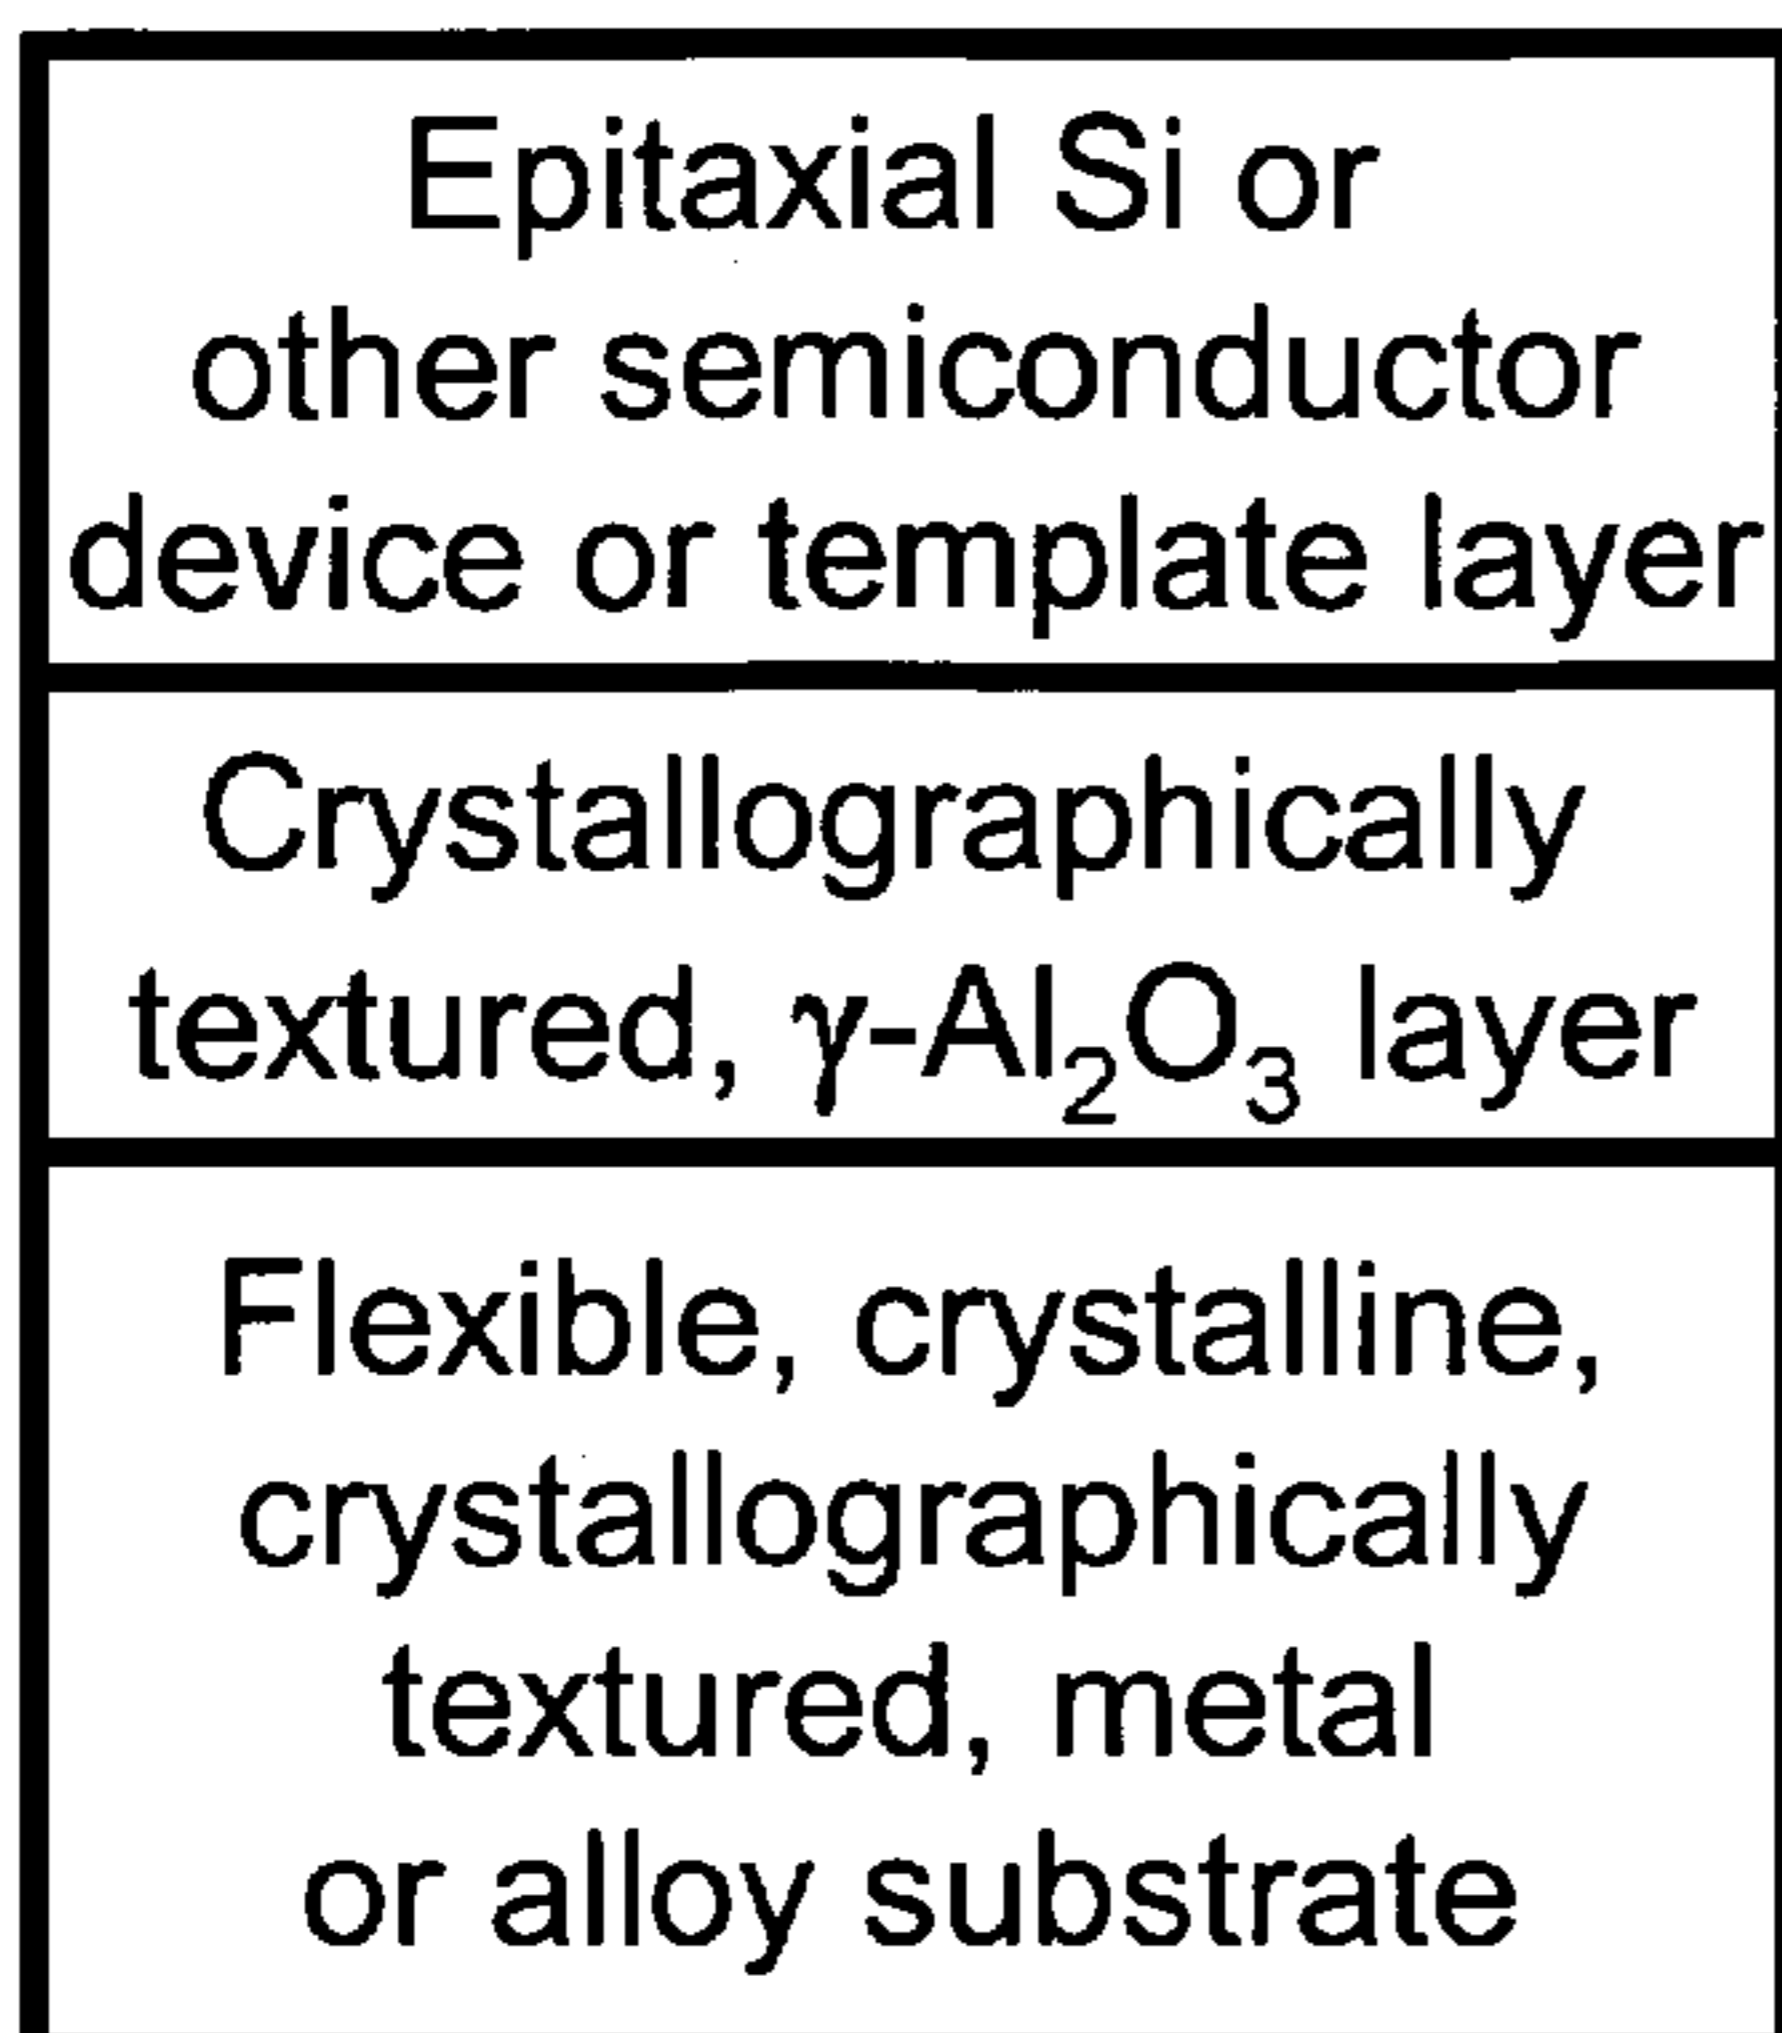 Epitaxial Si or
other semiconductor
device or template layer
Crystallographically
textured, γ-Al₂O₃ layer
Flexible, crystalline,
crystallographically
textured, metal
or alloy substrate